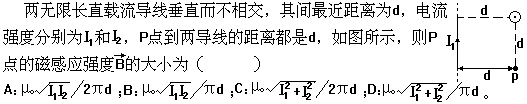 两无限长直载流导线垂直而不相交，其间最近距离为d，电流
强度分别为I₁和I₂，P点到两导线的距离都是d，如图所示，则P
点的磁感应强度B⃗的大小为（ ）
A：μ₀√I₁I₂/2πd；B：μ₀√I₁I₂/πd；C：μ₀√I₁²+I₂²/2πd；D：μ₀√I₁²+I₂²/πd。
d
I₁
d
d
p